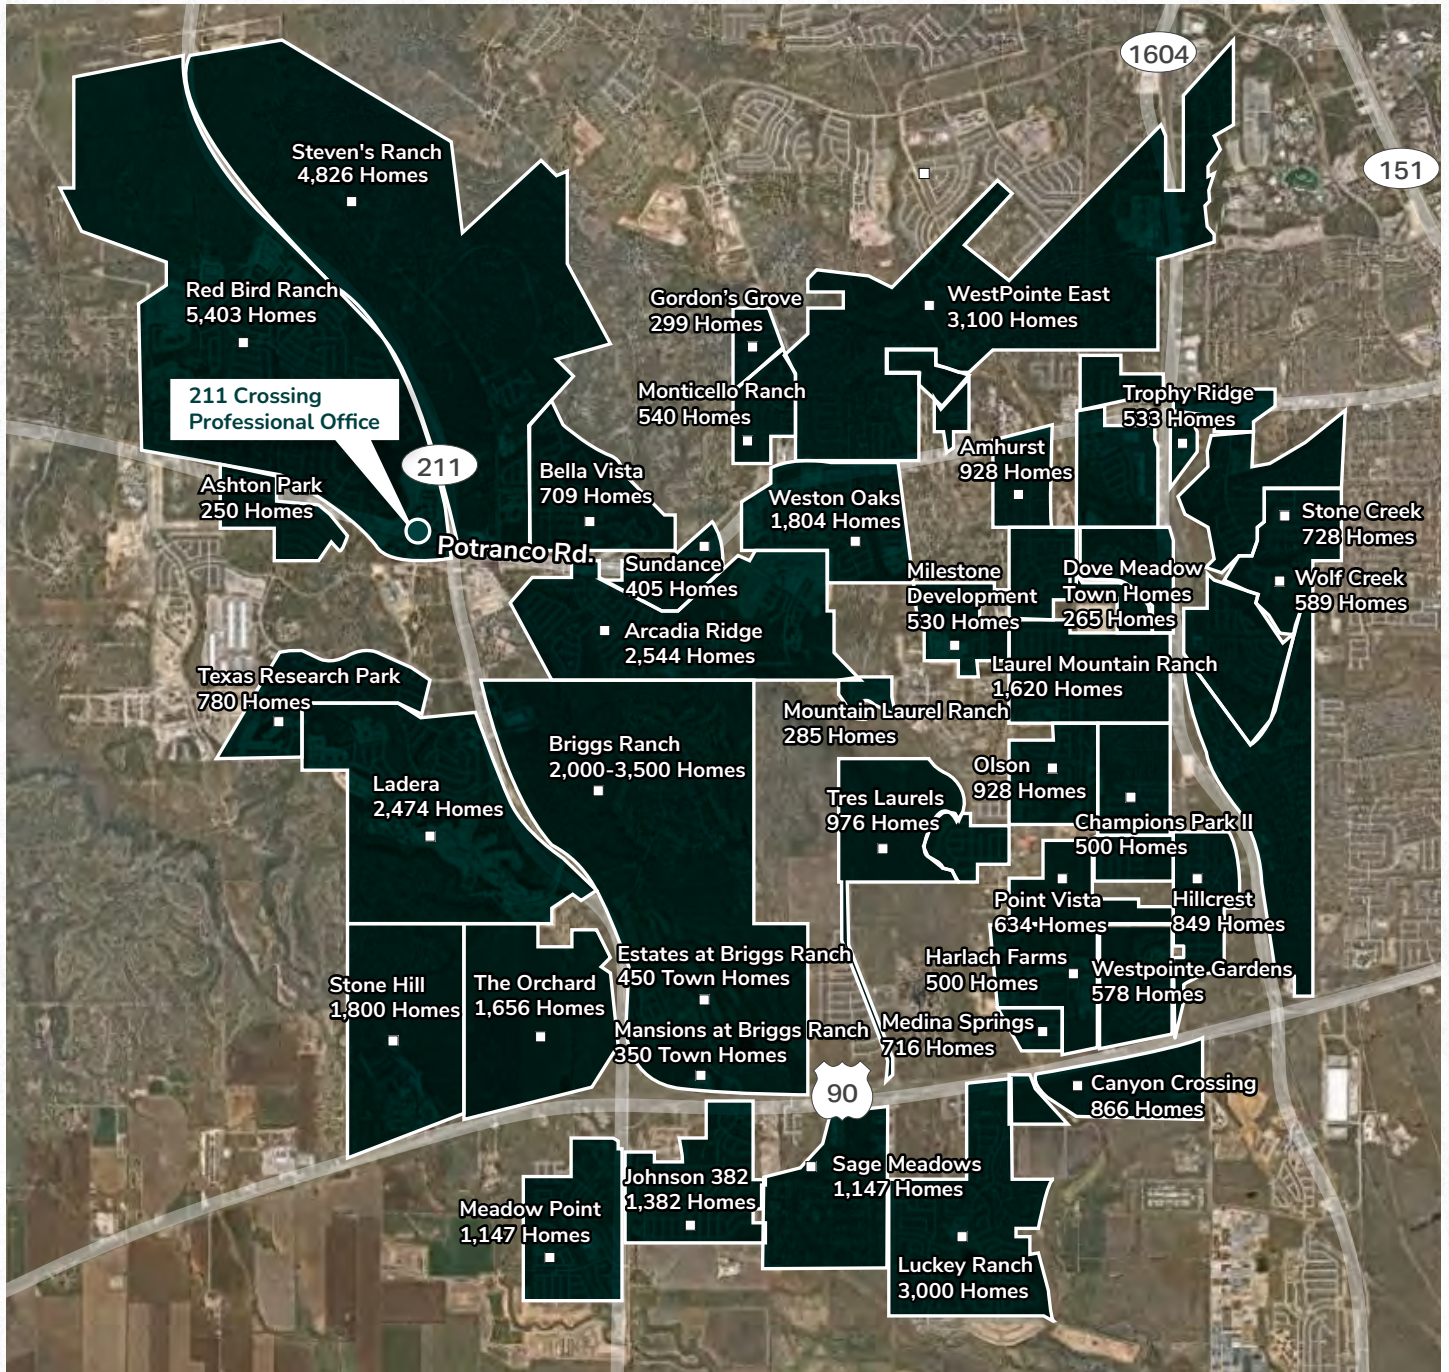 1604
151
Steven's Ranch
4,826 Homes
Red Bird Ranch
5,403 Homes
Gordon's Grove
299 Homes
WestPointe East
3,100 Homes
211 Crossing
Professional Office
Monticello Ranch
540 Homes
Trophy Ridge
533 Homes
211
Amhurst
928 Homes
Ashton Park
250 Homes
Bella Vista
709 Homes
Weston Oaks
1,804 Homes
Stone Creek
728 Homes
Potranco Rd.
Sundance
405 Homes
Milestone
Development
530 Homes
Dove Meadow
Town Homes
265 Homes
Wolf Creek
589 Homes
Arcadia Ridge
2,544 Homes
Laurel Mountain Ranch
1,620 Homes
Texas Research Park
780 Homes
Mountain Laurel Ranch
285 Homes
Briggs Ranch
2,000-3,500 Homes
Ladera
2,474 Homes
Olson
928 Homes
Tres Laurels
976 Homes
Champions Park II
500 Homes
Point Vista
634 Homes
Hillcrest
849 Homes
Estates at Briggs Ranch
450 Town Homes
Harlach Farms
500 Homes
Westpointe Gardens
578 Homes
Stone Hill
1,800 Homes
The Orchard
1,656 Homes
Mansions at Briggs Ranch
350 Town Homes
Medina Springs
716 Homes
90
Canyon Crossing
866 Homes
Sage Meadows
1,147 Homes
Johnson 382
1,382 Homes
Meadow Point
1,147 Homes
Luckey Ranch
3,000 Homes